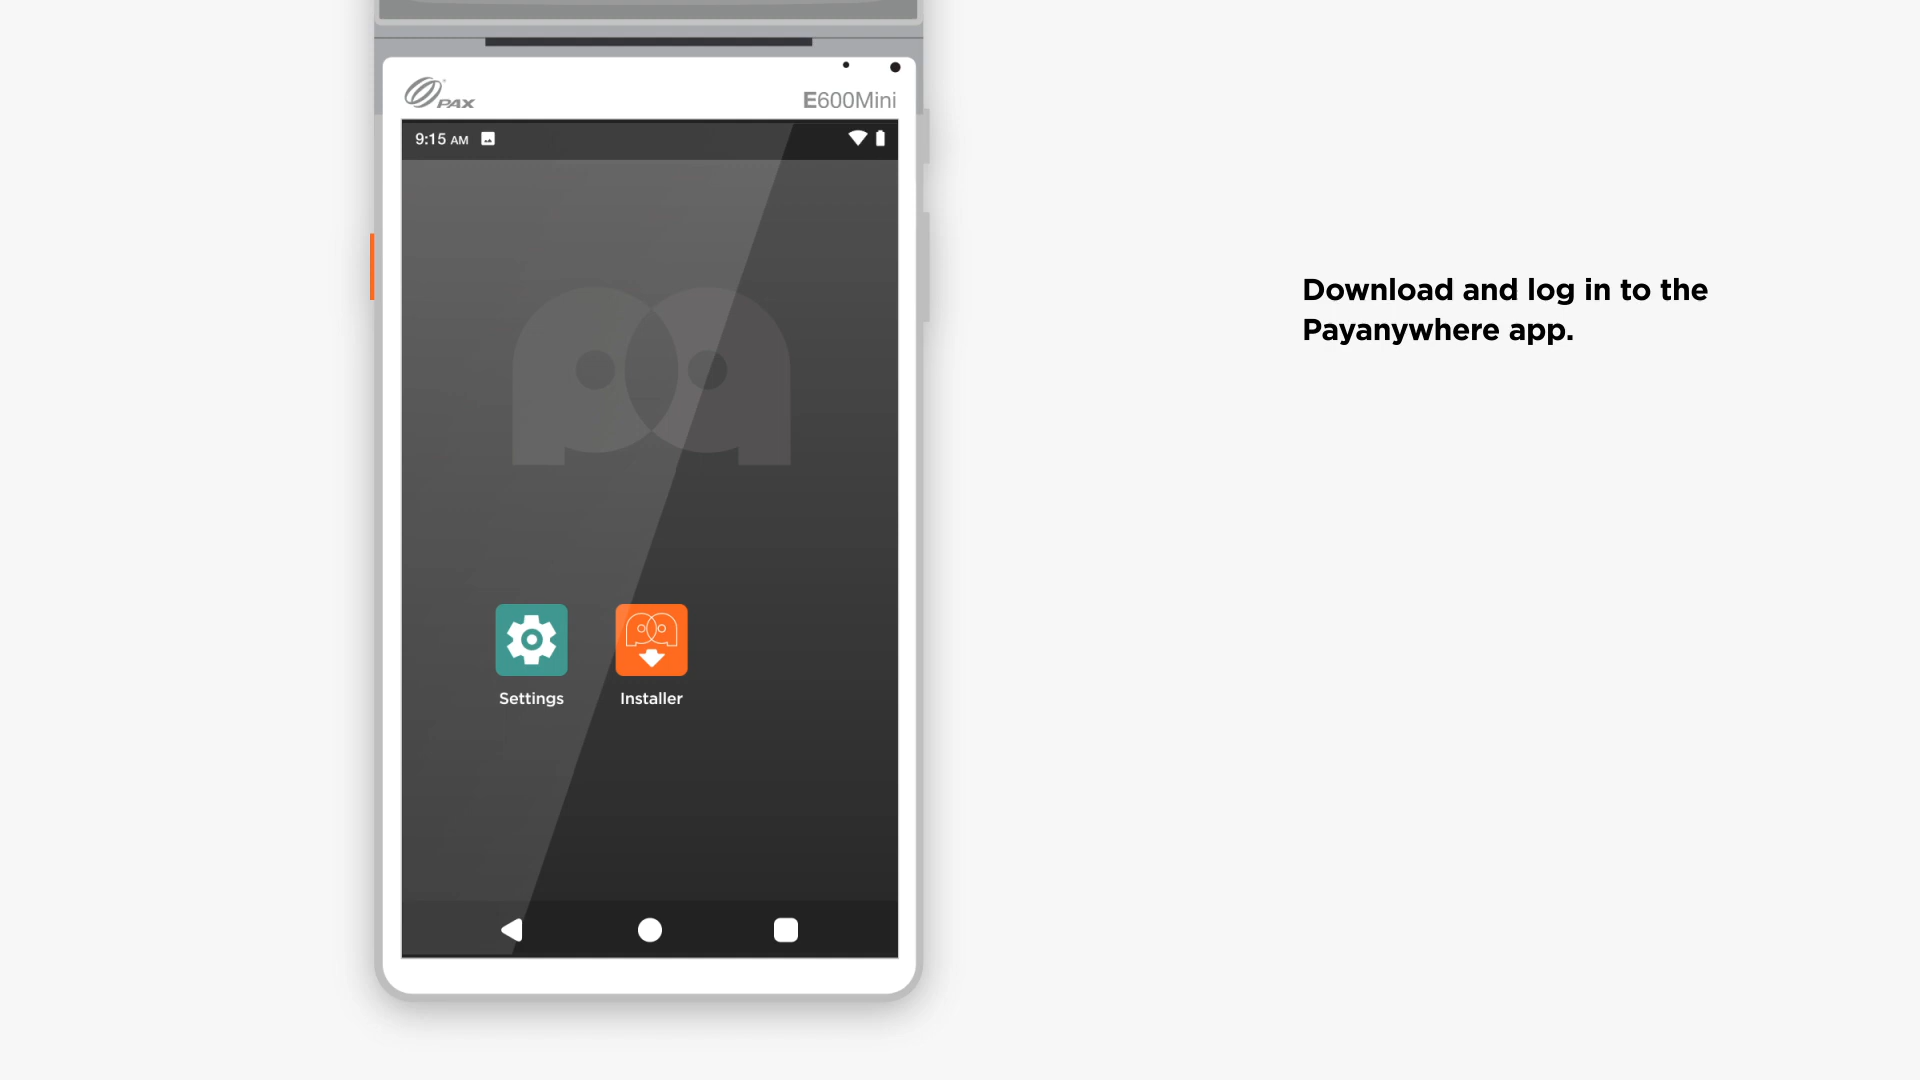 PAX
E600Mini
9:15 AM
Download and log in to the
Payanywhere app.
Settings
Installer